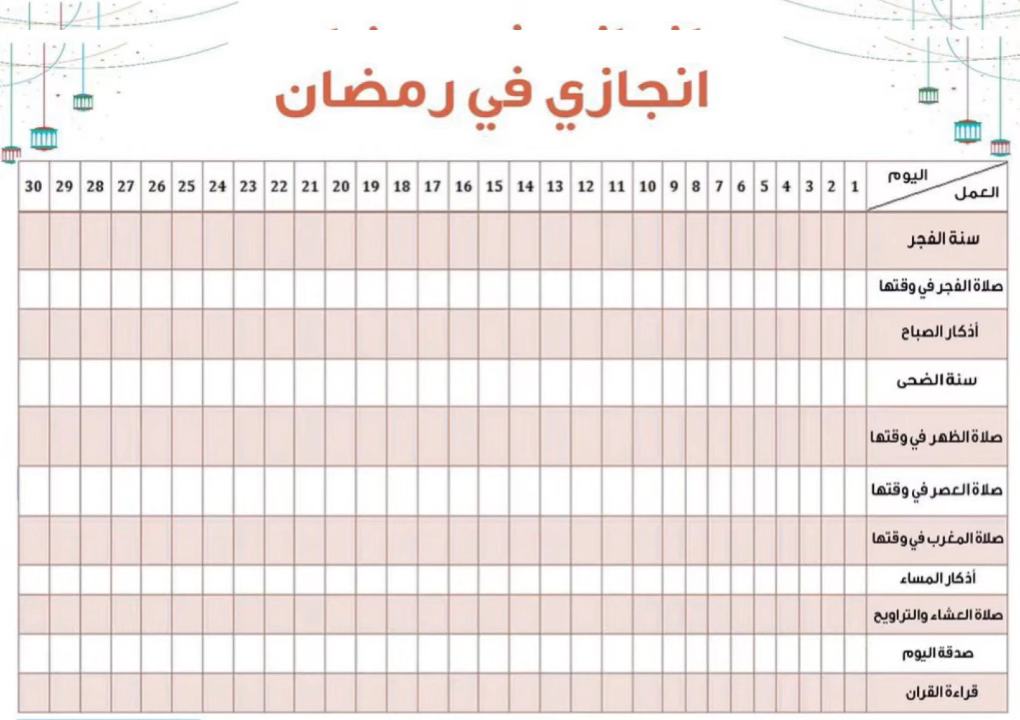 انجازي في رمضان
اليوم
العمل
1 2 3 4 5 6 7 8 9 10 11 12 13 14 15 16 17 18 19 20 21 22 23 24 25 26 27 28 29 30
سنة الفجر
صلاة الفجر في وقتها
أذكار الصباح
سنة الضحى
صلاة الظهر في وقتها
صلاة العصر في وقتها
صلاة المغرب في وقتها
أذكار المساء
صلاة العشاء والتراويح
صدقة اليوم
قراءة القران